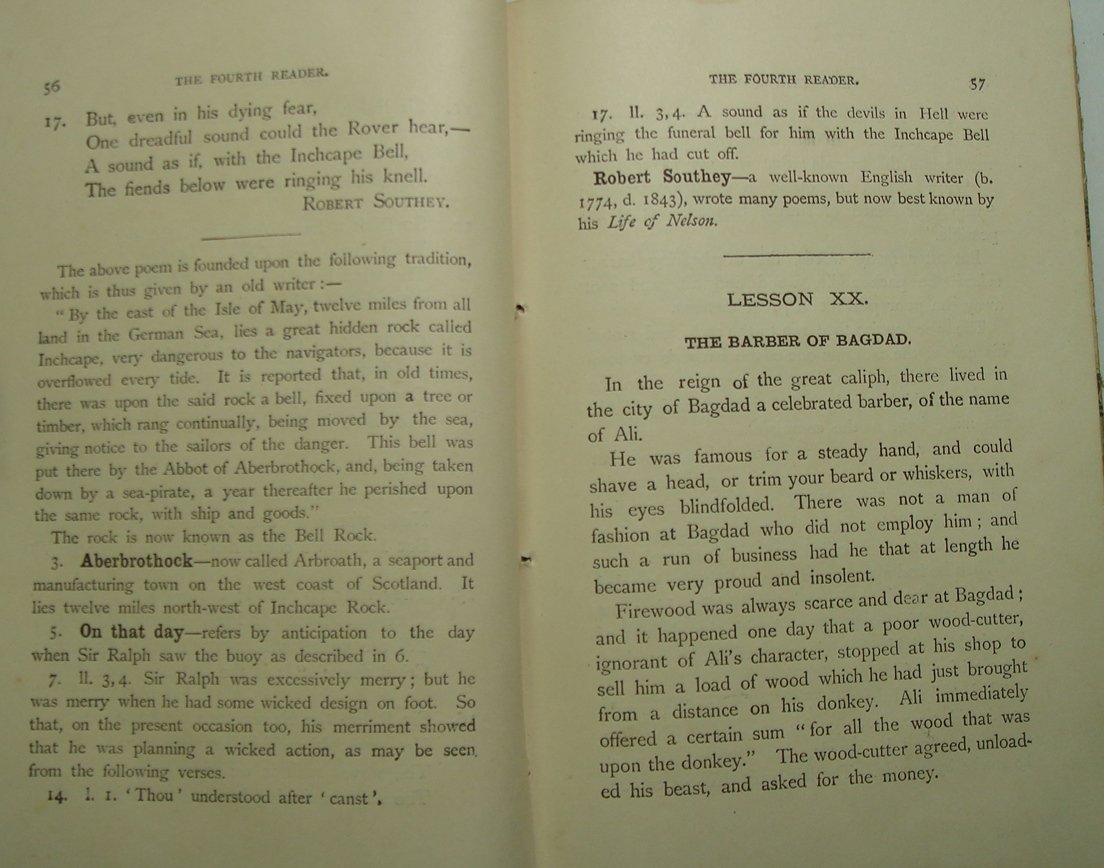 56
THE FOURTH READER.
17. But, even in his dying fear,
One dreadful sound could the Rover hear,—
A sound as if, with the Inchcape Bell,
The fiends below were ringing his knell.
ROBERT SOUTHEY.
The above poem is founded upon the following tradition,
which is thus given by an old writer :—
"By the east of the Isle of May, twelve miles from all
land in the German Sea, lies a great hidden rock called
Inchcape, very dangerous to the navigators, because it is
overflowed every tide. It is reported that, in old times,
there was upon the said rock a bell, fixed upon a tree or
timber, which rang continually, being moved by the sea,
giving notice to the sailors of the danger. This bell was
put there by the Abbot of Aberbrothock, and, being taken
down by a sea-pirate, a year thereafter he perished upon
the same rock, with ship and goods."
The rock is now known as the Bell Rock.
3. Aberbrothock—now called Arbroath, a seaport and
manufacturing town on the west coast of Scotland. It
lies twelve miles north-west of Inchcape Rock.
5. On that day—refers by anticipation to the day
when Sir Ralph saw the buoy as described in 6.
7. ll. 3, 4. Sir Ralph was excessively merry ; but he
was merry when he had some wicked design on foot. So
that, on the present occasion too, his merriment showed
that he was planning a wicked action, as may be seen
from the following verses.
14. l. 1. 'Thou' understood after 'canst',
THE FOURTH READER.
57
17. ll. 3, 4. A sound as if the devils in Hell were
ringing the funeral bell for him with the Inchcape Bell
which he had cut off.
Robert Southey—a well-known English writer (b.
1774, d. 1843), wrote many poems, but now best known by
his Life of Nelson.
LESSON XX.
THE BARBER OF BAGDAD.
In the reign of the great caliph, there lived in
the city of Bagdad a celebrated barber, of the name
of Ali.
He was famous for a steady hand, and could
shave a head, or trim your beard or whiskers, with
his eyes blindfolded. There was not a man of
fashion at Bagdad who did not employ him ; and
such a run of business had he that at length he
became very proud and insolent.
Firewood was always scarce and dear at Bagdad ;
and it happened one day that a poor wood-cutter,
ignorant of Ali's character, stopped at his shop to
sell him a load of wood which he had just brought
from a distance on his donkey. Ali immediately
offered a certain sum "for all the wood that was
upon the donkey." The wood-cutter agreed, unload-
ed his beast, and asked for the money.